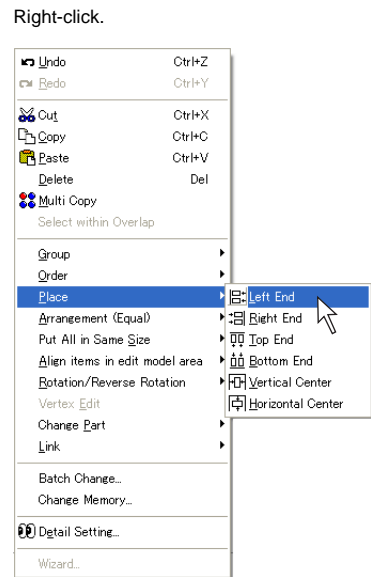 Right-click.
Undo Ctrl+Z
Redo Ctrl+Y
Cut Ctrl+X
Copy Ctrl+C
Paste Ctrl+V
Delete Del
Multi Copy
Select within Overlap
Group
Order
Place
Left End
Arrangement (Equal)
Right End
Put All in Same Size
Top End
Align items in edit model area
Bottom End
Rotation/Reverse Rotation
Vertical Center
Vertex Edit
Horizontal Center
Change Part
Link
Batch Change...
Change Memory...
Detail Setting...
Wizard...